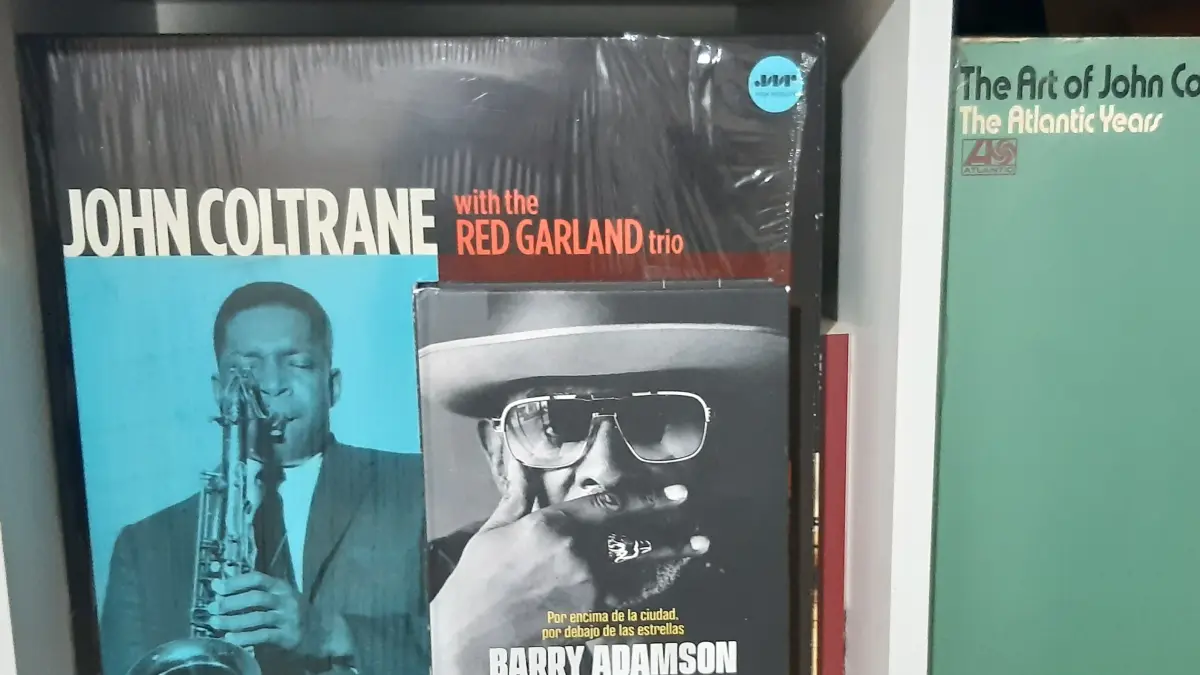 JOHN COLTRANE
with the
RED GARLAND trio
The Art of John Co
The Atlantic Years
ATLANTIC
Por encima de la ciudad,
por debajo de las estrellas
BARRY ADAMSON